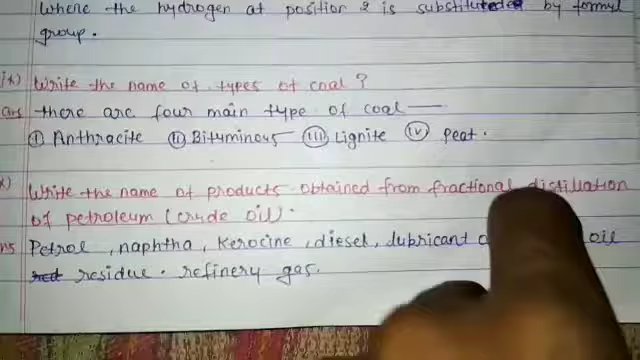 where the hydrogen at position 2 is substituted by formyl
group.
ix) Write the name of types of coal ?
ans there are four main type of coal —
(i) Anthracite (ii) Bituminous (iii) Lignite (iv) peat.
x) Write the name of products obtained from fractional distillation
of petroleum (crude oil).
ns Petrol, naphtha, Kerocine, diesel, lubricant oil
residue. refinery gas.